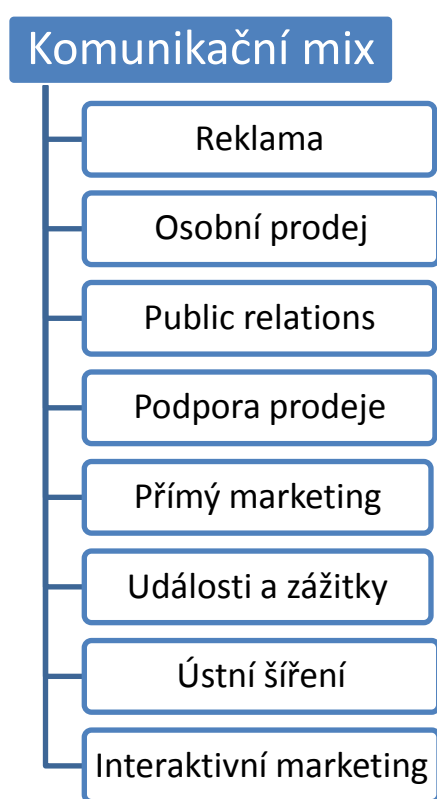 Komunikační mix
Reklama
Osobní prodej
Public relations
Podpora prodeje
Přímý marketing
Události a zážitky
Ústní šíření
Interaktivní marketing